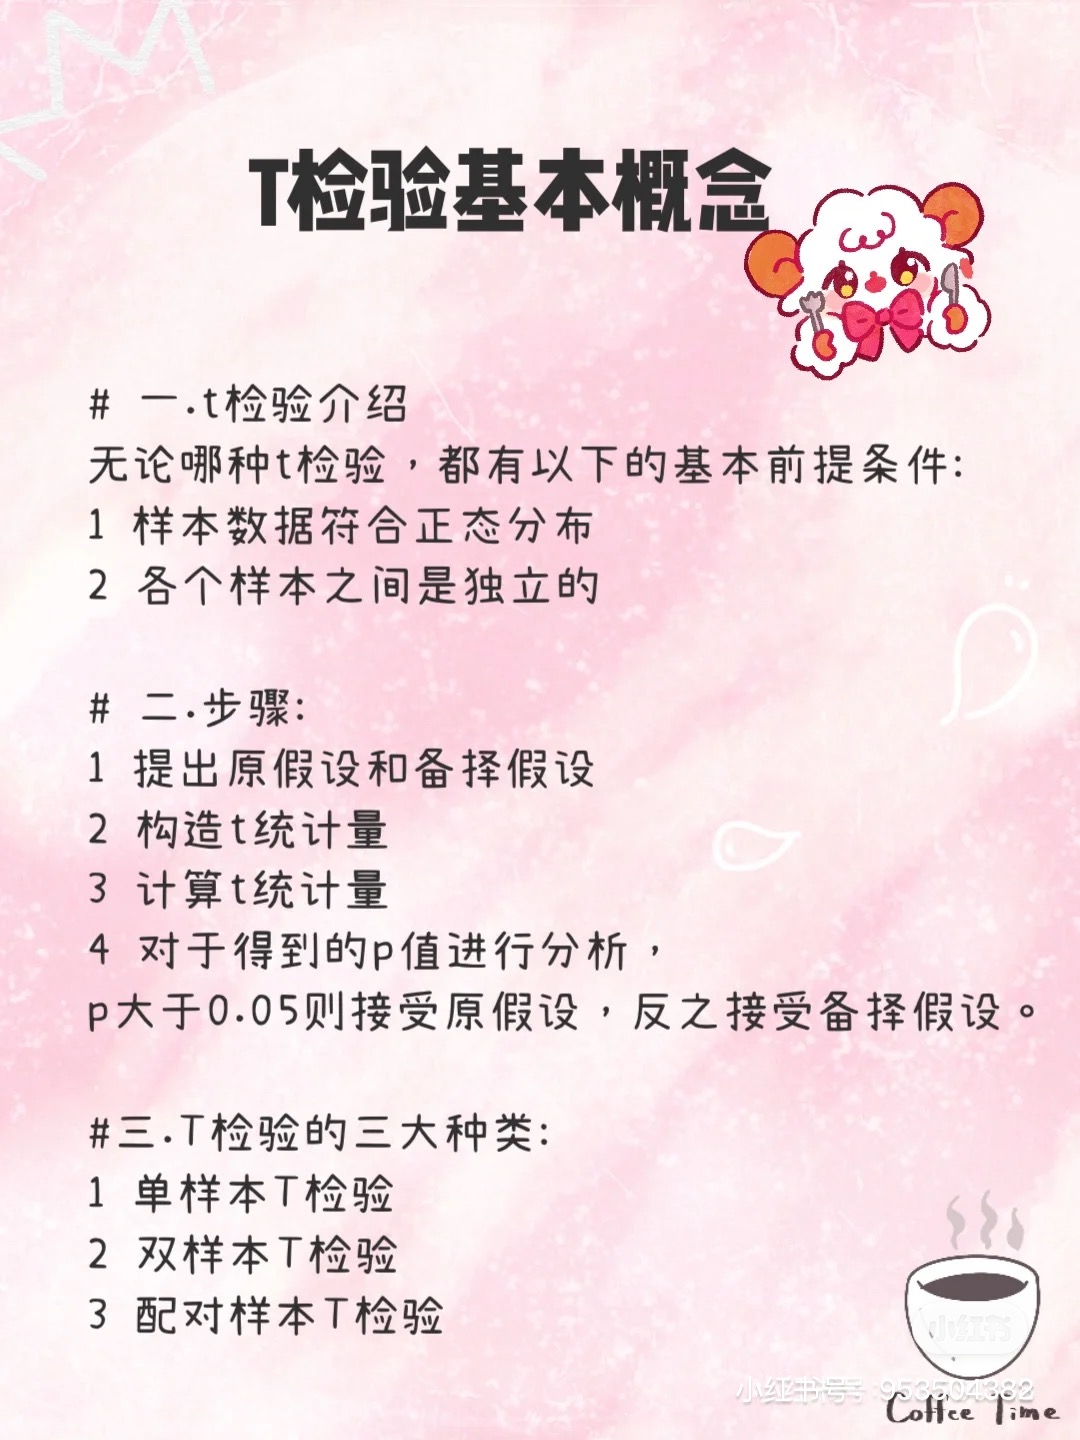 T检验基本概念
# 一.t检验介绍
无论哪种t检验，都有以下的基本前提条件:
1 样本数据符合正态分布
2 各个样本之间是独立的
# 二.步骤:
1 提出原假设和备择假设
2 构造t统计量
3 计算t统计量
4 对于得到的p值进行分析，
p大于0.05则接受原假设，反之接受备择假设。
#三.T检验的三大种类:
1 单样本T检验
2 双样本T检验
3 配对样本T检验
小红书
小红书号:953504382
Coffee Time